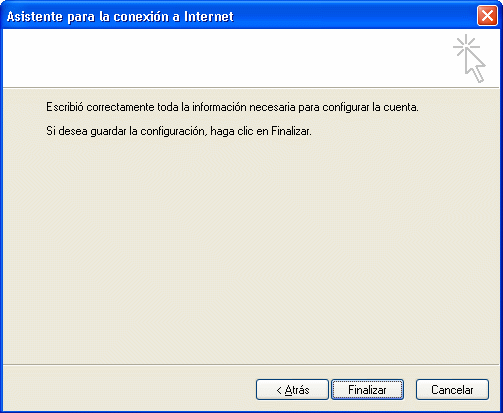 Asistente para la conexión a Internet
Escribió correctamente toda la información necesaria para configurar la cuenta.
Si desea guardar la configuración, haga clic en Finalizar.
< Atrás Finalizar Cancelar